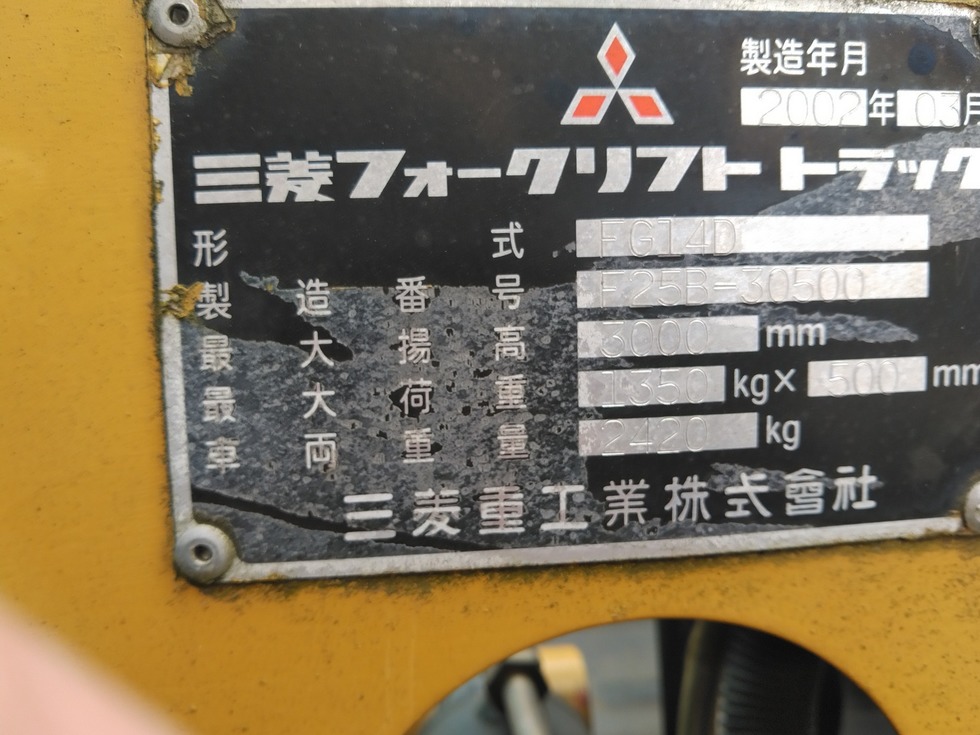 製造年月
2002年03月
三菱フォークリフトトラック
形式 FG14D
製造番号 F25B-30500
最大揚高 3000 mm
最大荷重 1350 kg× 500 mm
車両重量 2420 kg
三菱重工業株式會社